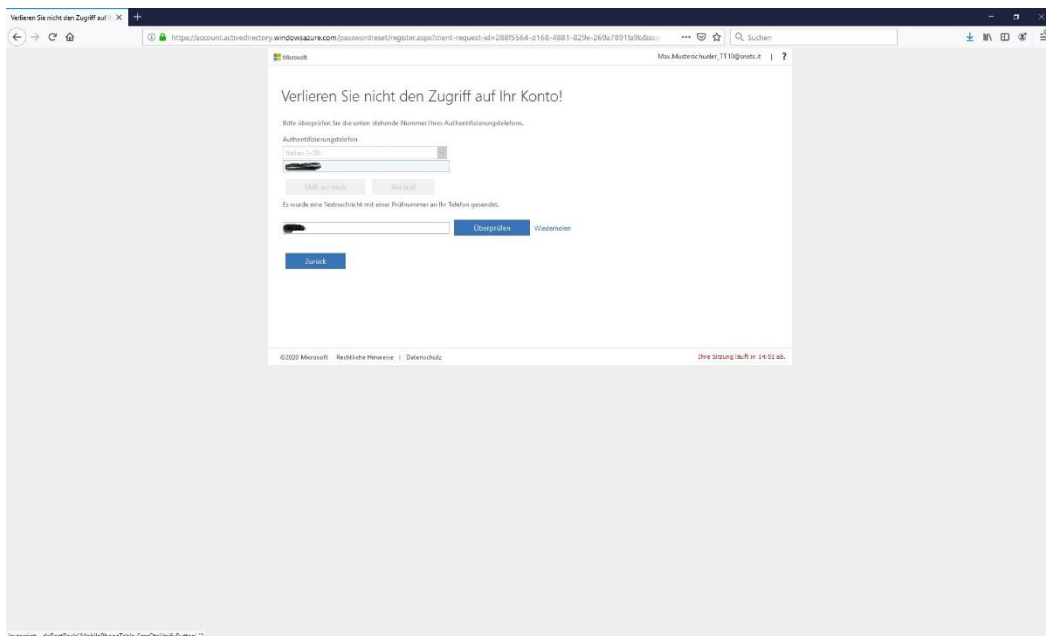 Verlieren Sie nicht den Zugriff auf I
https://account.activedirectory.windowsazure.com/passwordreset/register.aspx?client-request-id=288f5564-d168-4881-829e-269a7891fa9b&
Suchen
Microsoft
Max.Musterschueler_TT10@snets.it | ?
Verlieren Sie nicht den Zugriff auf Ihr Konto!
Bitte überprüfen Sie die unten stehende Nummer Ihres Authentifizierungstelefons.
Authentifizierungstelefon
Italien (+39)
SMS an mich
Rückruf
Es wurde eine Textnachricht mit einer Prüfnummer an Ihr Telefon gesendet.
Überprüfen
Wiederholen
Zurück
©2020 Microsoft Rechtliche Hinweise | Datenschutz
Ihre Sitzung läuft in 14:51 ab.